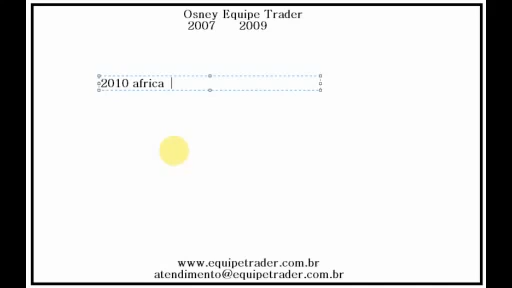 Osney Equipe Trader
2007 2009
2010 africa
www.equipetrader.com.br
atendimento@equipetrader.com.br